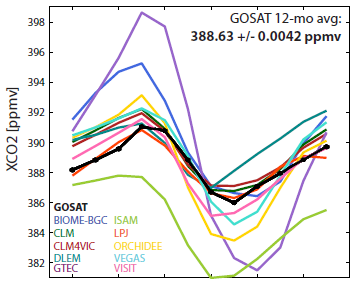 GOSAT 12-mo avg:
388.63 +/- 0.0042 ppmv
XCO2 [ppmv]
398
396
394
392
390
388
386
384
382
GOSAT
BIOME-BGC ISAM
CLM LPJ
CLM4VIC ORCHIDEE
DLEM VEGAS
GTEC VISIT